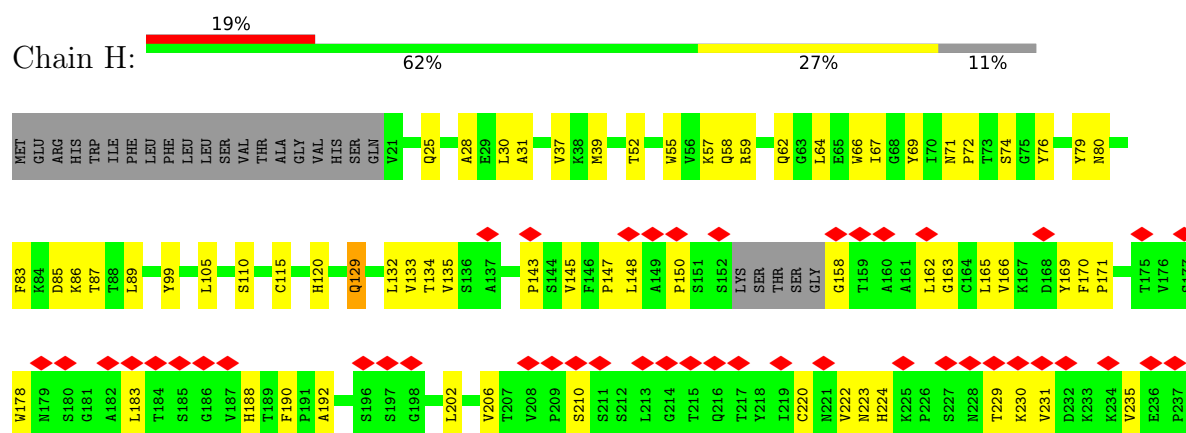 19%
Chain H:
62% 27% 11%
MET GLU ARG HIS TRP ILE PHE LEU PHE LEU LEU SER VAL THR ALA GLY VAL HIS SER GLN V21 Q25 A28 E29 L30 A31 V37 K38 M39 T52 W55 V56 K57 Q58 R59 Q62 G63 L64 E65 W66 I67 G68 Y69 I70 N71 P72 T73 S74 G75 Y76 Y79 N80
F83 K84 D85 K86 T87 T88 L89 Y99 L105 S110 C115 H120 Q129 L132 V133 T134 V135 S136 A137 P143 S144 V145 F146 P147 L148 A149 P150 S151 S152 LYS SER THR SER GLY G158 T159 A160 A161 L162 G163 C164 L165 V166 K167 D168 Y169 F170 P171 T175 V176
W178 N179 S180 G181 A182 L183 T184 S185 G186 V187 H188 T189 F190 P191 A192 S196 S197 G198 L202 V206 T207 V208 P209 S210 S211 S212 L213 G214 T215 Q216 T217 Y218 I219 C220 N221 V222 N223 H224 K225 P226 S227 N228 T229 K230 V231 D232 K233 K234 V235 E236 P237